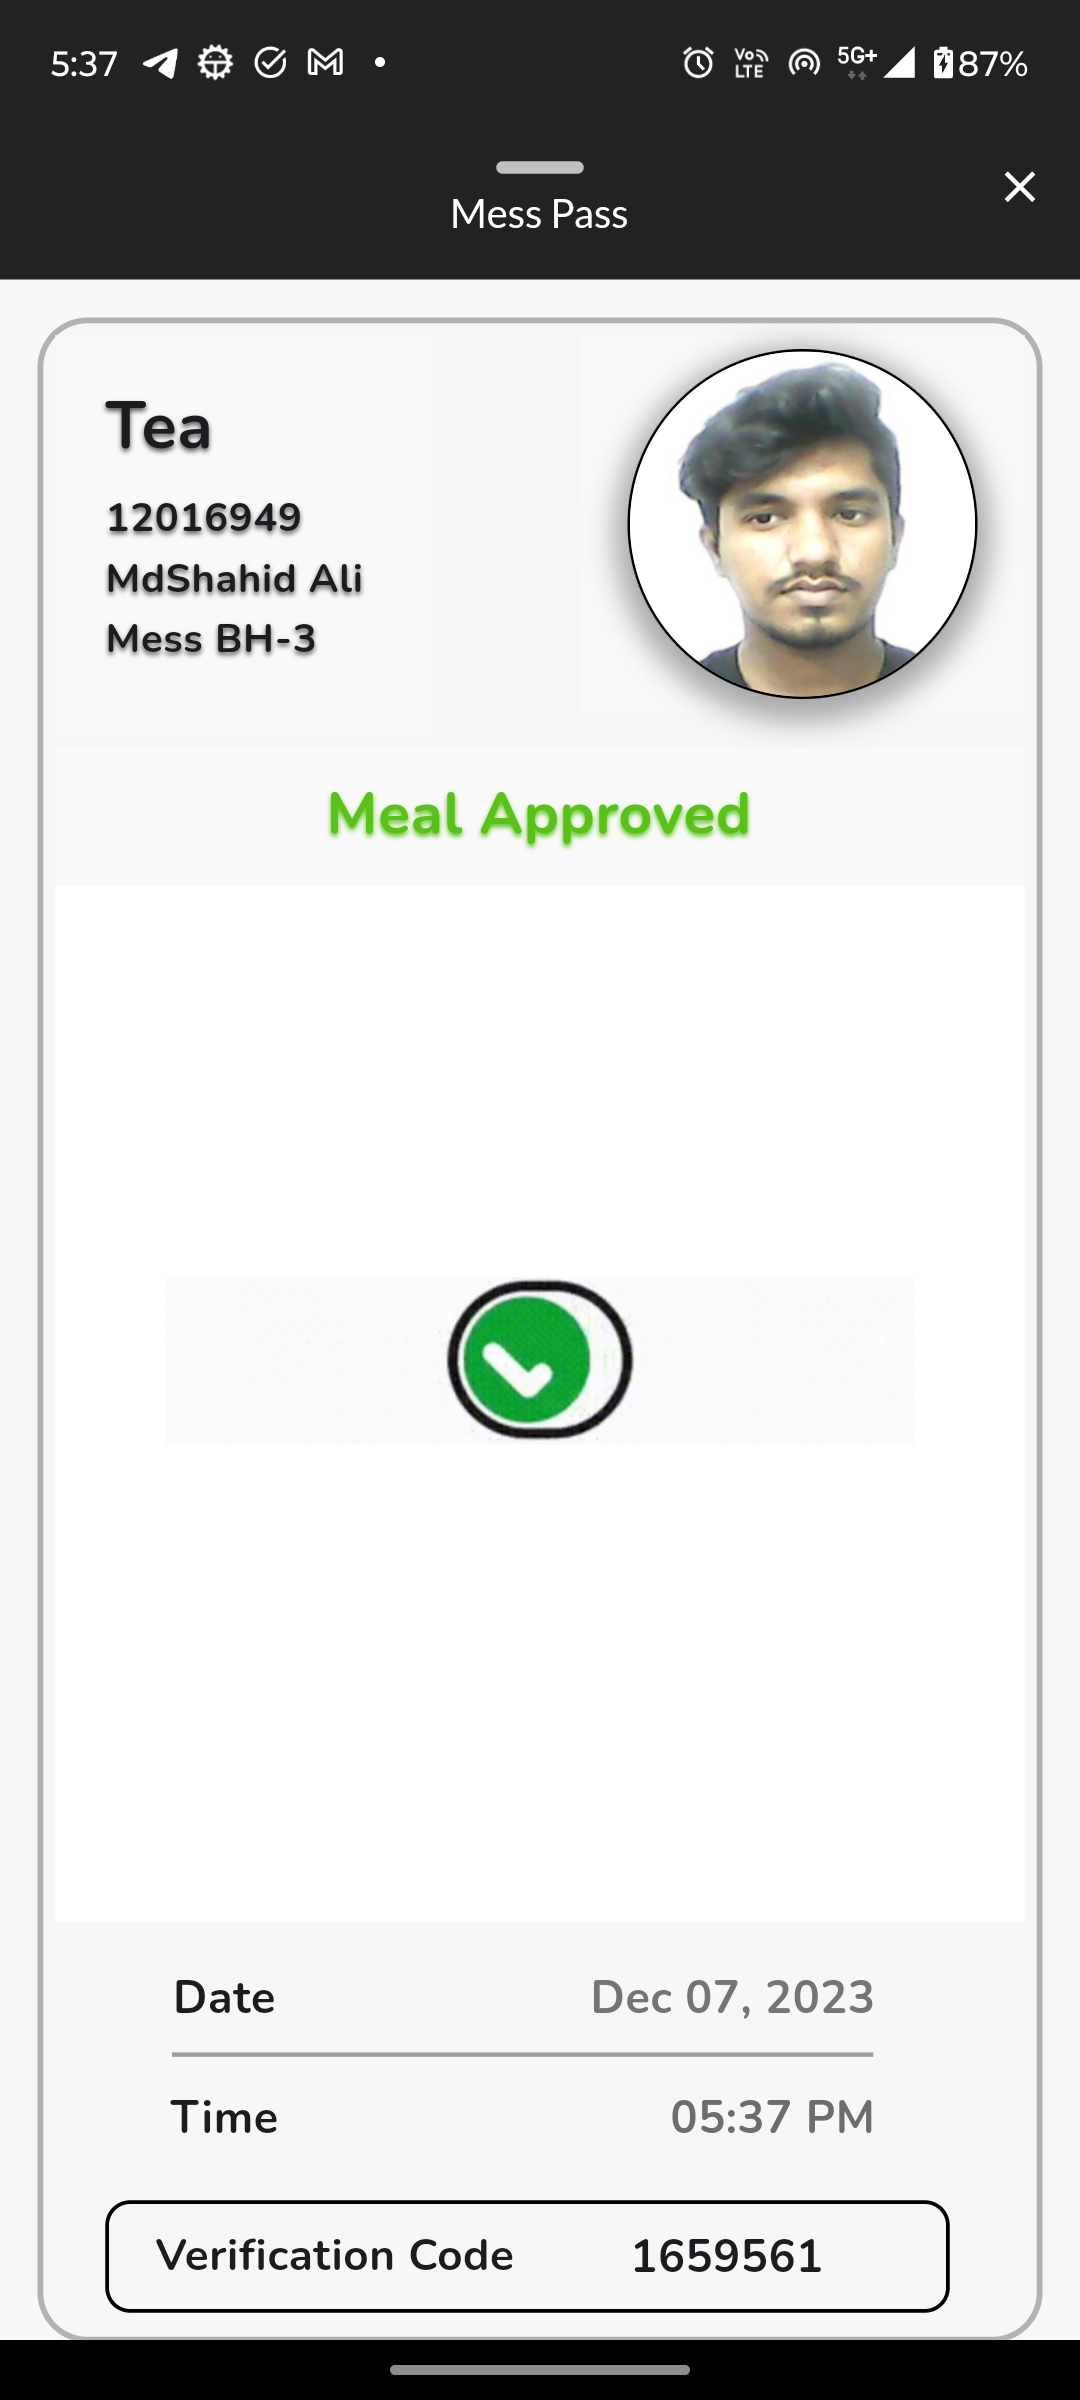 5:37 Vo LTE 5G+ 87%
Mess Pass
Tea
12016949
MdShahid Ali
Mess BH-3
Meal Approved
Date Dec 07, 2023
Time 05:37 PM
Verification Code 1659561